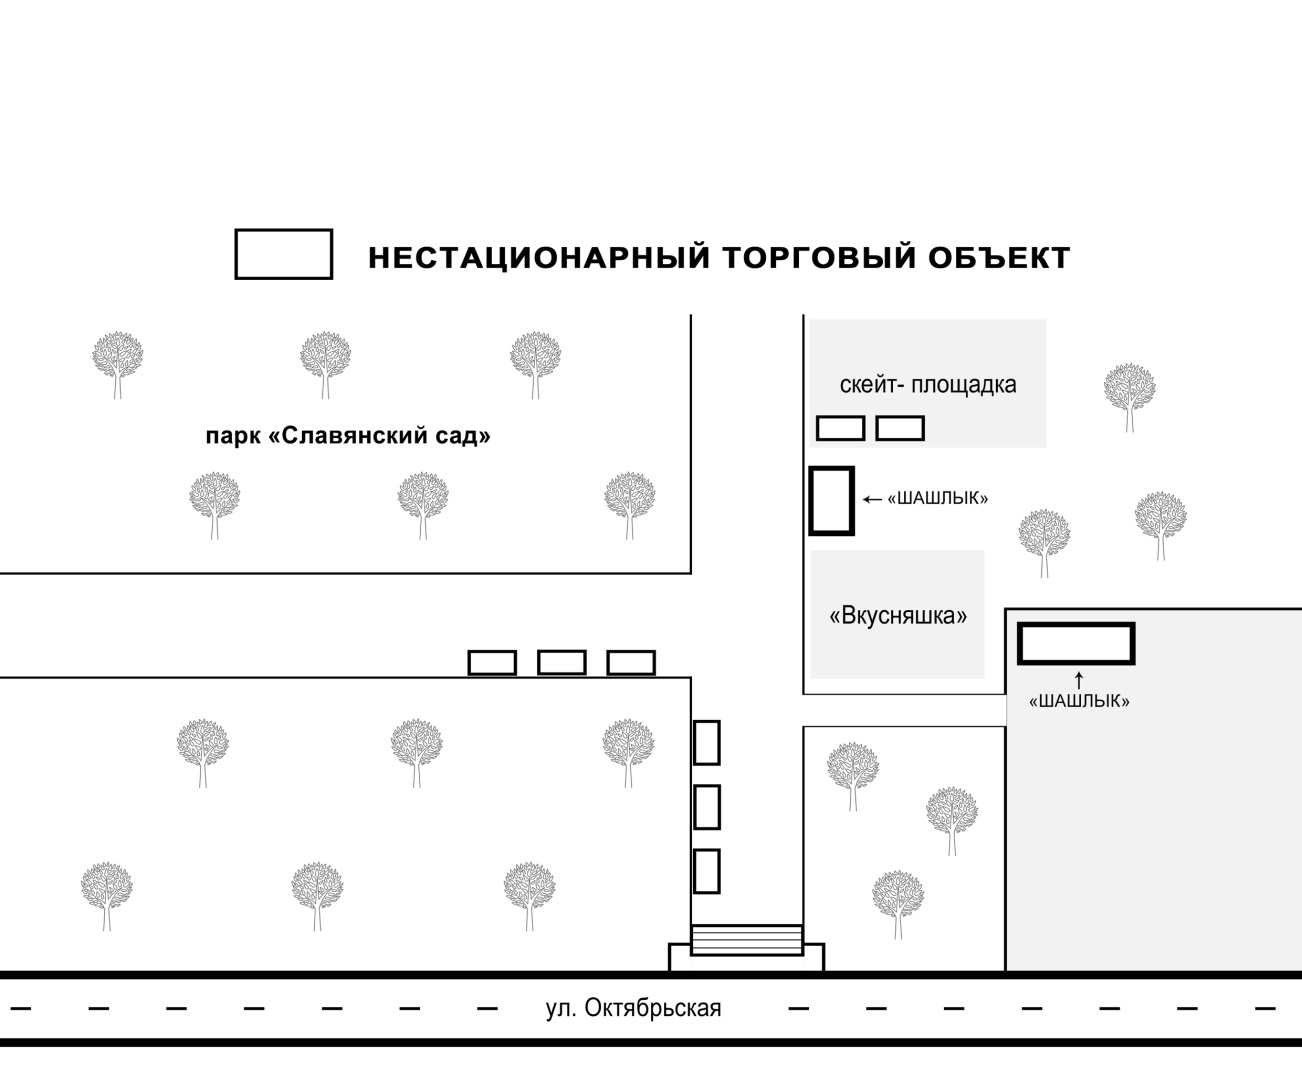 НЕСТАЦИОНАРНЫЙ ТОРГОВЫЙ ОБЪЕКТ
скейт- площадка
парк «Славянский сад»
«ШАШЛЫК»
«Вкусняшка»
«ШАШЛЫК»
ул. Октябрьская